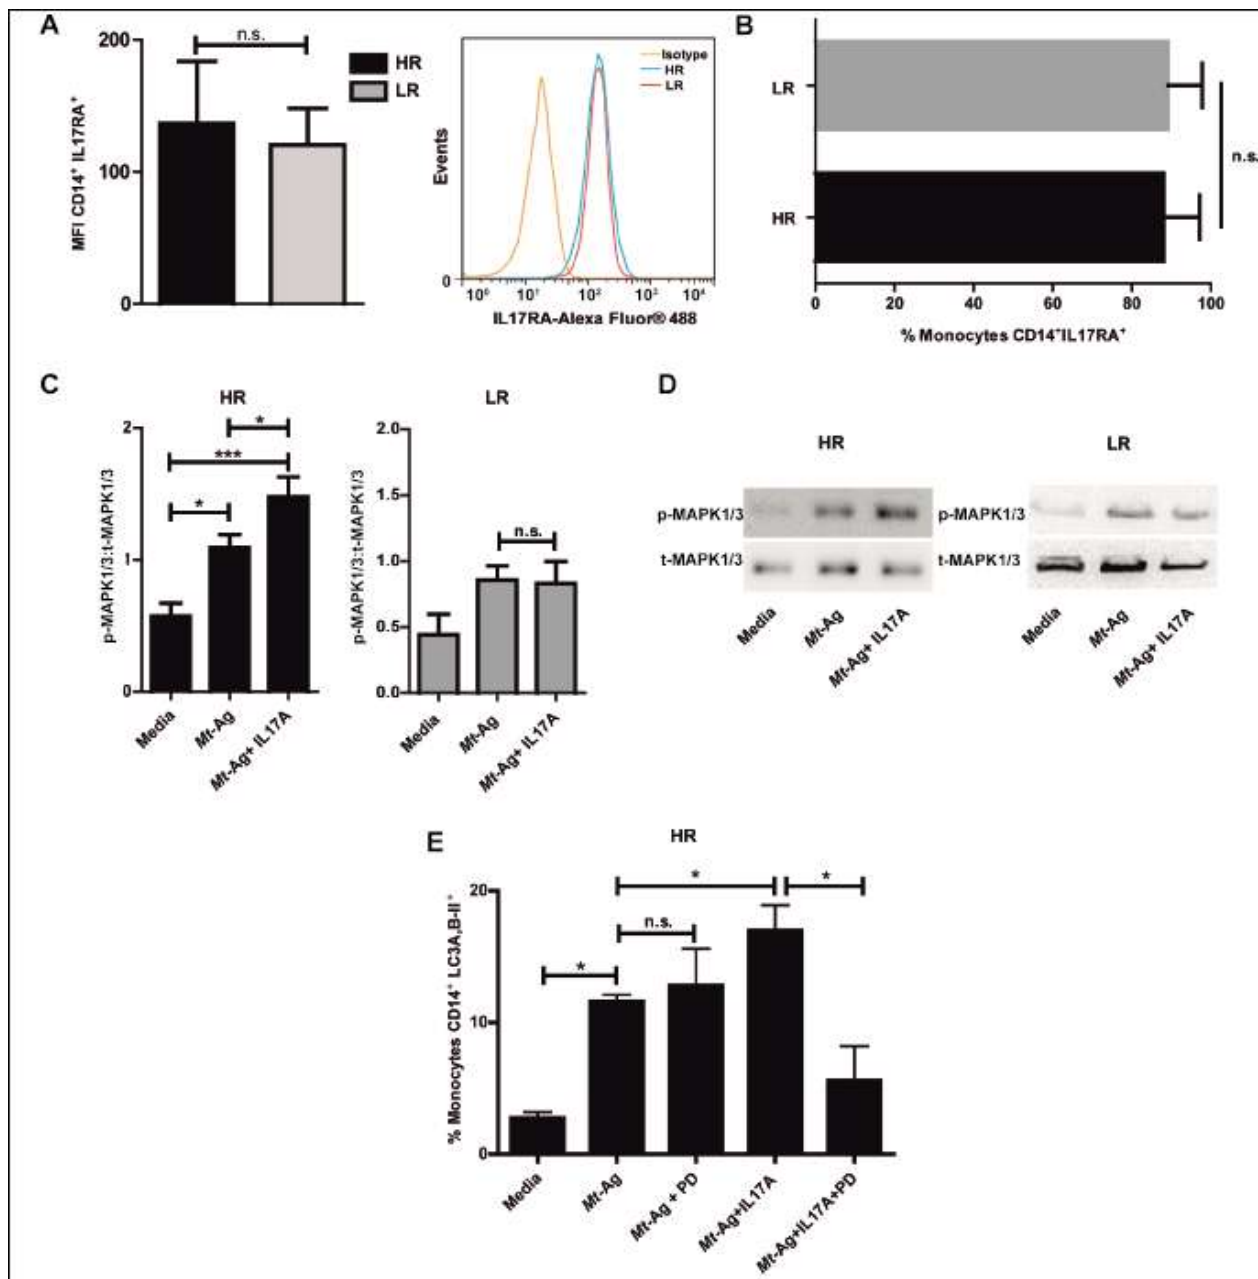 A
MFI CD14⁺ IL17RA⁺
200
100
0
n.s.
HR
LR
Events
0
Isotype
HR
LR
10⁰ 10¹ 10² 10³ 10⁴
IL17RA-Alexa Fluor® 488
B
LR
HR
n.s.
0 20 40 60 80 100
% Monocytes CD14⁺IL17RA⁺
C
HR
p-MAPK1/3:t-MAPK1/3
2
1
0
*
***
*
Media
Mt-Ag
Mt-Ag+ IL17A
LR
p-MAPK1/3:t-MAPK1/3
2.0
1.5
1.0
0.5
0.0
n.s.
Media
Mt-Ag
Mt-Ag+ IL17A
D
HR
p-MAPK1/3
t-MAPK1/3
Media
Mt-Ag
Mt-Ag+ IL17A
LR
p-MAPK1/3
t-MAPK1/3
Media
Mt-Ag
Mt-Ag+ IL17A
E
HR
% Monocytes CD14⁺ LC3A,B-II⁺
20
10
0
*
n.s.
*
*
Media
Mt-Ag
Mt-Ag + PD
Mt-Ag+IL17A
Mt-Ag+IL17A+PD